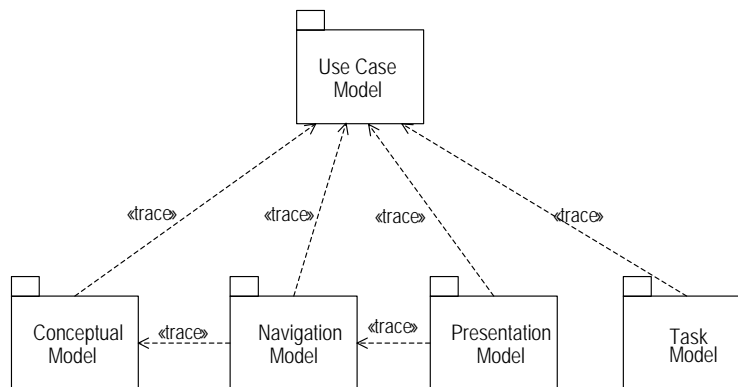 Use Case
Model
«trace»
«trace»
«trace»
«trace»
Conceptual
Model
«trace»
Navigation
Model
«trace»
Presentation
Model
Task
Model